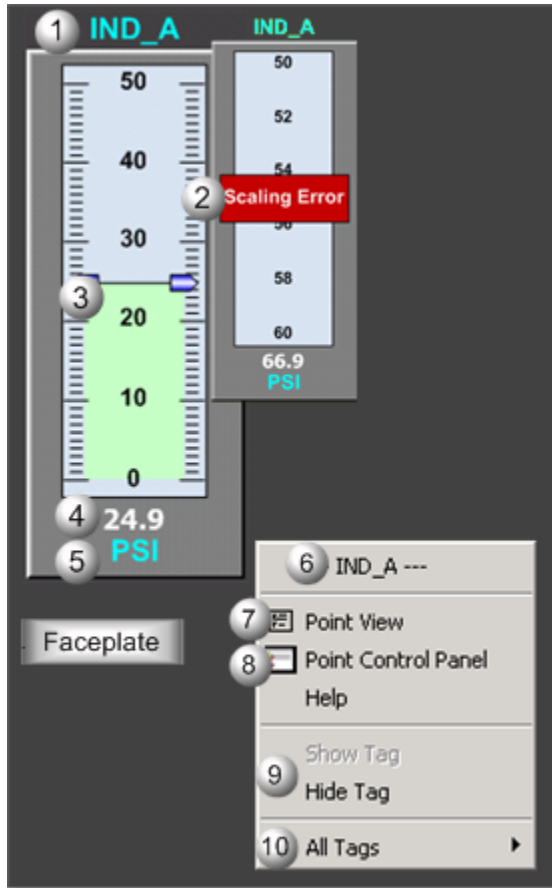 1 IND_A
50
40
30
3
20
10
0
4 24.9
5 PSI
IND_A
50
52
54
2 Scaling Error
56
58
60
66.9
PSI
Faceplate
6 IND_A ---
7 Point View
8 Point Control Panel
Help
Show Tag
9
Hide Tag
10 All Tags